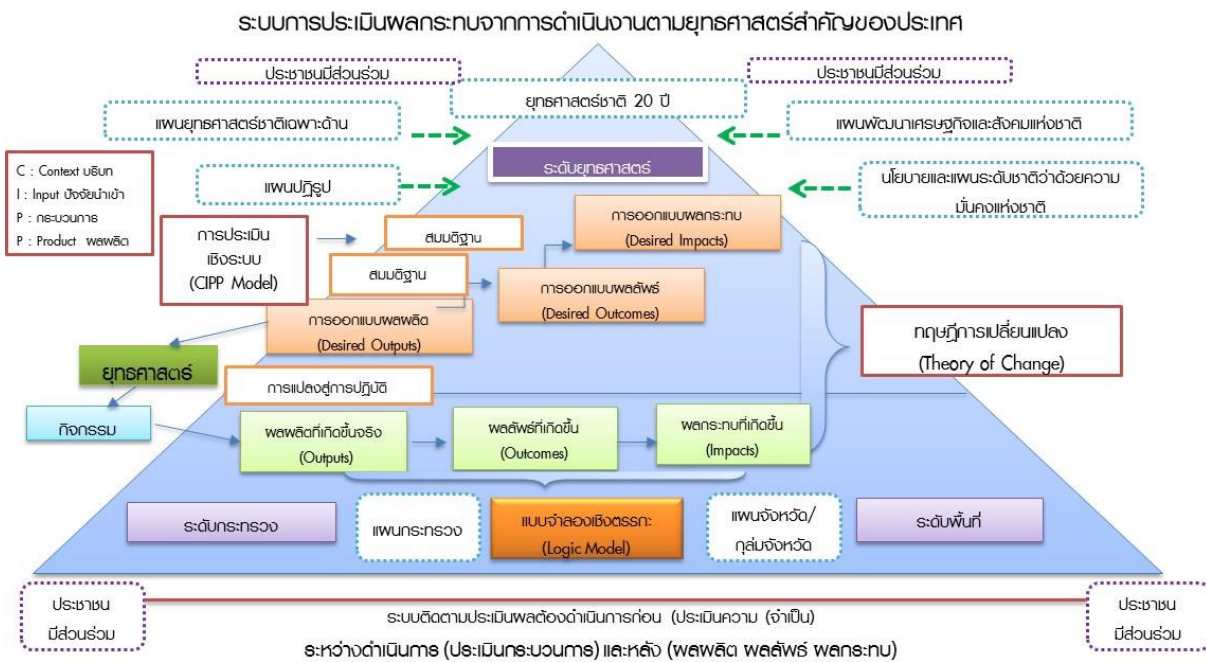 ระบบการประเมินผลกระทบจากการดำเนินงานตามยุทธศาสตร์สำคัญของประเทศ
ประชาชนมีส่วนร่วม
ประชาชนมีส่วนร่วม
ยุทธศาสตร์ชาติ 20 ปี
แผนยุทธศาสตร์ชาติเฉพาะด้าน
แผนพัฒนาเศรษฐกิจและสังคมแห่งชาติ
ระดับยุทธศาสตร์
C : Context บริบท
I : Input ปัจจัยนำเข้า
P : กระบวนการ
P : Product ผลผลิต
แผนปฏิรูป
นโยบายและแผนระดับชาติว่าด้วยความ
มั่นคงแห่งชาติ
การประเมิน
เชิงระบบ
(CIPP Model)
สมมติฐาน
การออกแบบผลกระทบ
(Desired Impacts)
สมมติฐาน
การออกแบบผลลัพธ์
(Desired Outcomes)
การออกแบบผลผลิต
(Desired Outputs)
ทฤษฎีการเปลี่ยนแปลง
(Theory of Change)
ยุทธศาสตร์
การแปลงสู่การปฏิบัติ
กิจกรรม
ผลผลิตที่เกิดขึ้นจริง
(Outputs)
ผลลัพธ์ที่เกิดขึ้น
(Outcomes)
ผลกระทบที่เกิดขึ้น
(Impacts)
ระดับกระทรวง
แผนกระทรวง
แบบจำลองเชิงตรรกะ
(Logic Model)
แผนจังหวัด/
กุล่มจังหวัด
ระดับพื้นที่
ประชาชน
มีส่วนร่วม
ระบบติดตามประเมินผลต้องดำเนินการก่อน (ประเมินความ (จำเป็น)
ระหว่างดำเนินการ (ประเมินกระบวนการ) และหลัง (ผลผลิต ผลลัพธ์ ผลกระทบ)
ประชาชน
มีส่วนร่วม